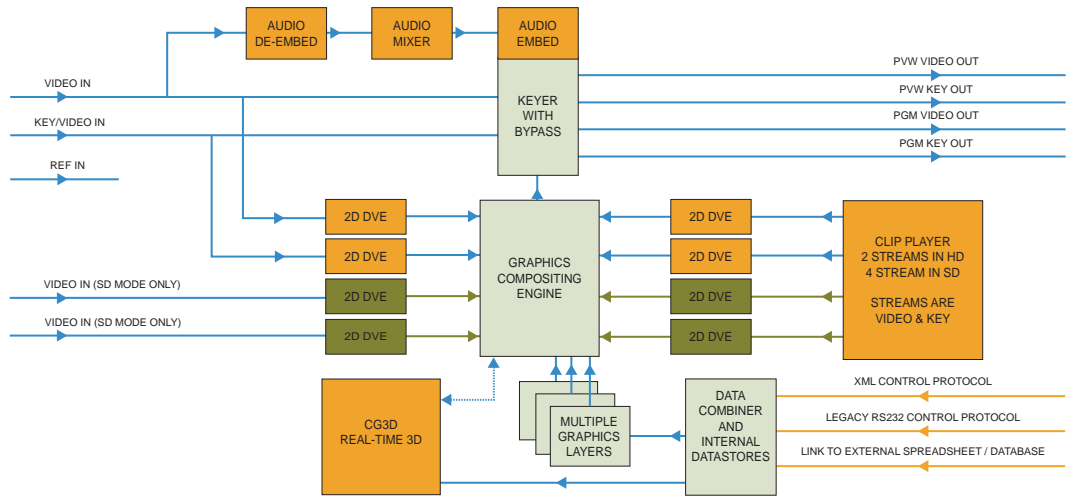 AUDIO
DE-EMBED
AUDIO
MIXER
AUDIO
EMBED
VIDEO IN
KEY/VIDEO IN
REF IN
KEYER
WITH
BYPASS
PVW VIDEO OUT
PVW KEY OUT
PGM VIDEO OUT
PGM KEY OUT
2D DVE
2D DVE
2D DVE
2D DVE
VIDEO IN (SD MODE ONLY)
VIDEO IN (SD MODE ONLY)
GRAPHICS
COMPOSITING
ENGINE
2D DVE
2D DVE
2D DVE
2D DVE
CLIP PLAYER
2 STREAMS IN HD
4 STREAM IN SD
STREAMS ARE
VIDEO & KEY
CG3D
REAL-TIME 3D
MULTIPLE
GRAPHICS
LAYERS
DATA
COMBINER
AND
INTERNAL
DATASTORES
XML CONTROL PROTOCOL
LEGACY RS232 CONTROL PROTOCOL
LINK TO EXTERNAL SPREADSHEET / DATABASE